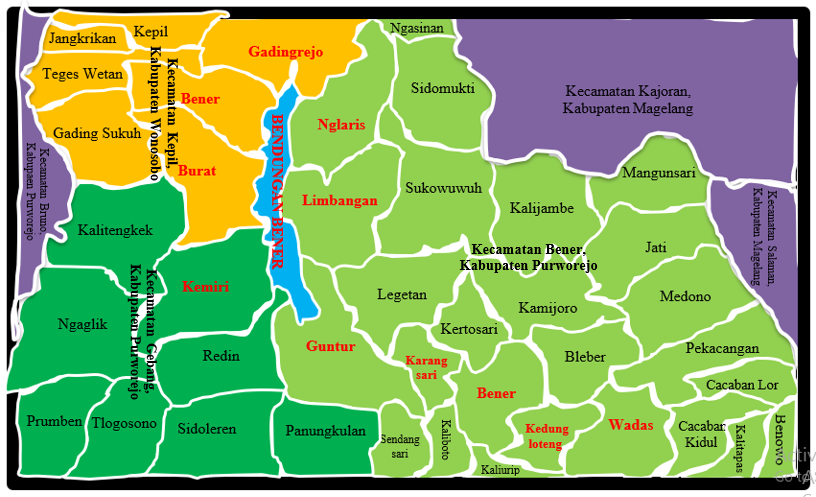 Jangkrikan
Kepil
Ngasinan
Gadingrejo
Teges Wetan
Sidomukti
Bener
Kecamatan Kajoran,
Kabupaten Magelang
Kecamatan Kepil,
Kabupaten Wonosobo
Nglaris
Gading Sukuh
Burat
Kecamatan Bruno,
Kabupaen Purworejo
BENDUNGAN BENER
Limbangan
Sukowuwuh
Mangunsari
Kalijambe
Kecamatan Salaman,
Kabupaten Magelang
Kalitengkek
Kecamatan Bener,
Kabupaten Purworejo
Jati
Kemiri
Legetan
Medono
Kamijoro
Ngaglik
Kecamatan Gebang,
Kabupaten Purworejo
Kertosari
Redin
Guntur
Karang
sari
Bleber
Pekacangan
Cacaban Lor
Bener
Prumben
Tlogosono
Sidoleren
Panungkulan
Sendang
sari
Kaliboto
Kedung
loteng
Wadas
Cacaban
Kidul
Kalitapas
Benowo
Kaliurip